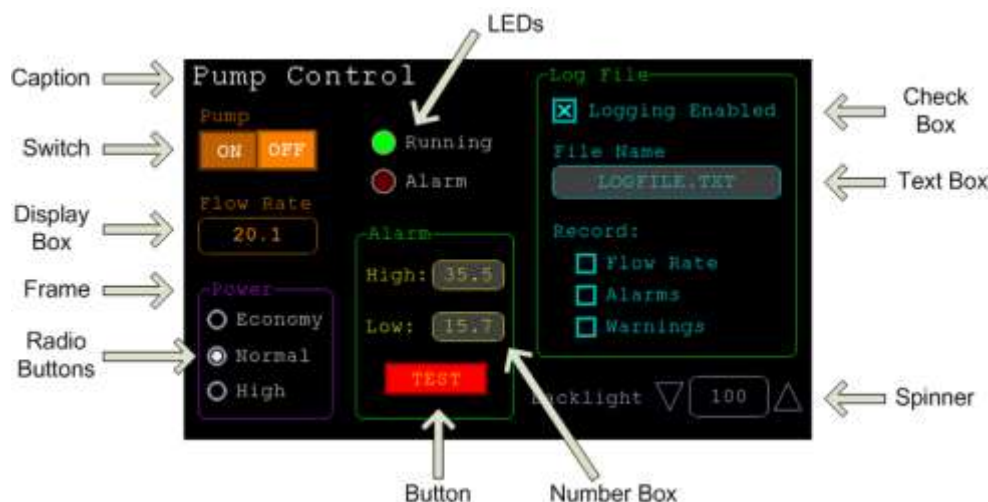 LEDs
Caption
Pump Control
Log File
Logging Enabled
Check
Box
Pump
Switch
ON
OFF
Running
Alarm
File Name
LOGFILE.TXT
Text Box
Flow Rate
Display
Box
20.1
Alarm
Record:
High:
35.5
Flow Rate
Frame
Power
Alarms
Economy
Low:
15.7
Warnings
Radio
Buttons
Normal
High
TEST
Backlight
100
Spinner
Button
Number Box